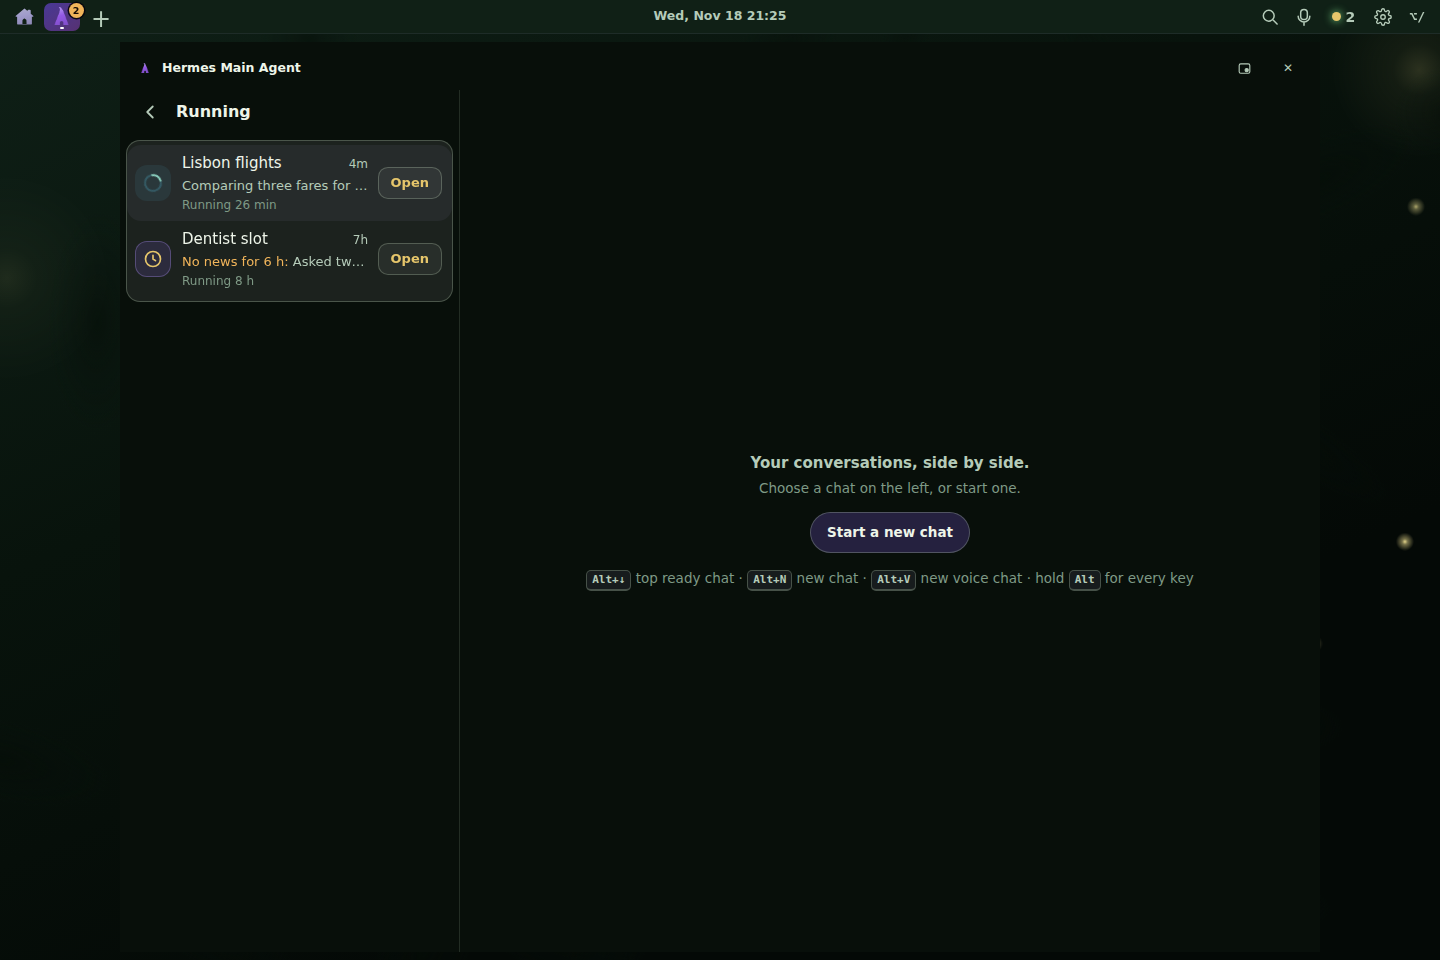 2
Wed, Nov 18 21:25
2
⌥/
Hermes Main Agent
Running
Lisbon flights 4m
Comparing three fares for …
Running 26 min
Open
Dentist slot 7h
No news for 6 h: Asked tw…
Running 8 h
Open
Your conversations, side by side.
Choose a chat on the left, or start one.
Start a new chat
Alt+↓ top ready chat · Alt+N new chat · Alt+V new voice chat · hold Alt for every key